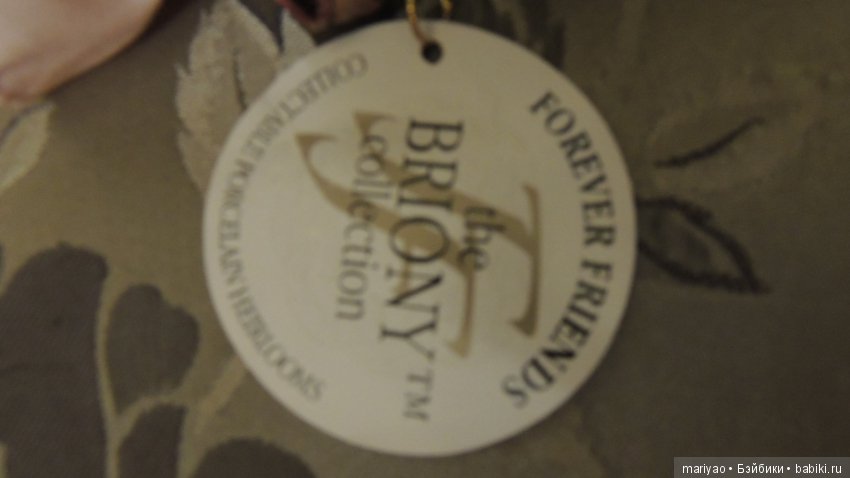 FOREVER FRIENDS
the
BRIONY™
collection
COLLECTABLE PORCELAIN HEIRLOOMS
mariyao • Бэйбики • babiki.ru